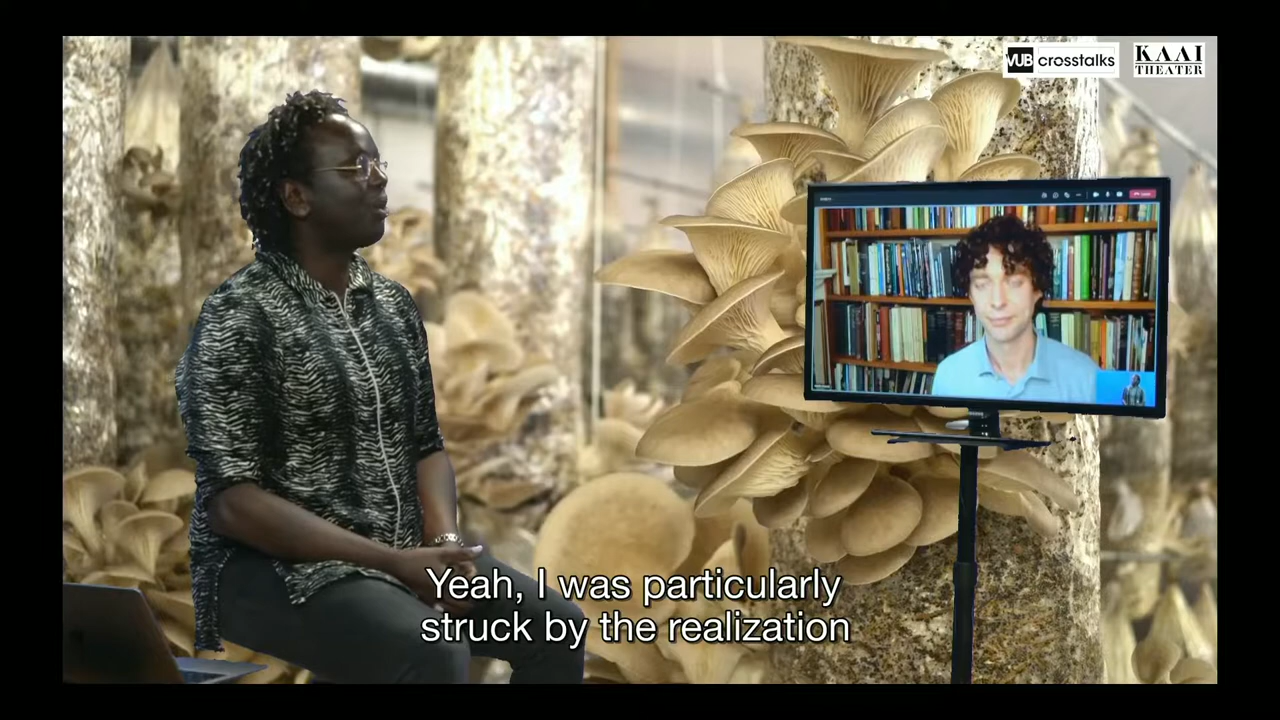 VUB crosstalks
KAAI
THEATER
Yeah, I was particularly
struck by the realization